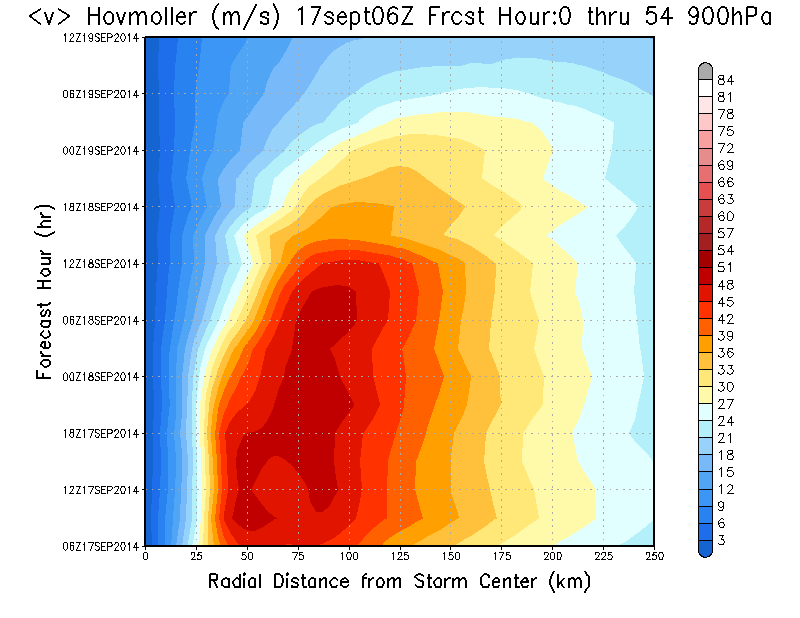 <v> Hovmoller (m/s) 17sept06Z Frcst Hour:0 thru 54 900hPa
12Z19SEP2014
06Z19SEP2014
00Z19SEP2014
18Z18SEP2014
12Z18SEP2014
06Z18SEP2014
00Z18SEP2014
18Z17SEP2014
12Z17SEP2014
06Z17SEP2014
Forecast Hour (hr)
0 25 50 75 100 125 150 175 200 225 250
Radial Distance from Storm Center (km)
84
81
78
75
72
69
66
63
60
57
54
51
48
45
42
39
36
33
30
27
24
21
18
15
12
9
6
3